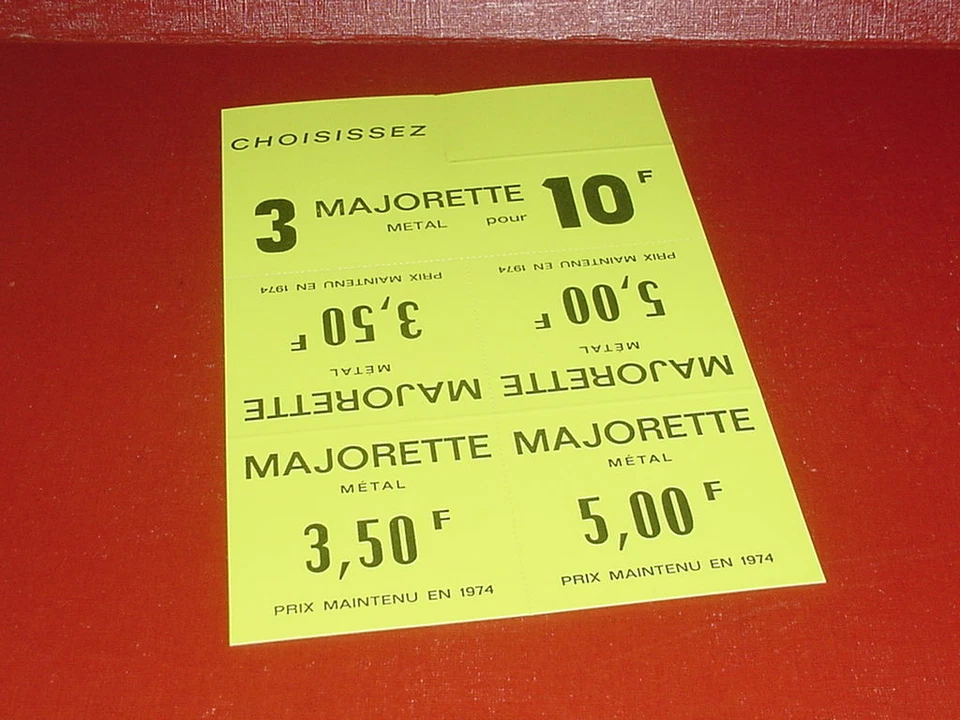 CHOISISSEZ
3 MAJORETTE 10 F
METAL pour
PRIX MAINTENU EN 1974
3,50 F
MÉTAL
MAJORETTE
PRIX MAINTENU EN 1974
5,00 F
MÉTAL
MAJORETTE
MAJORETTE
MÉTAL
3,50 F
PRIX MAINTENU EN 1974
MAJORETTE
MÉTAL
5,00 F
PRIX MAINTENU EN 1974